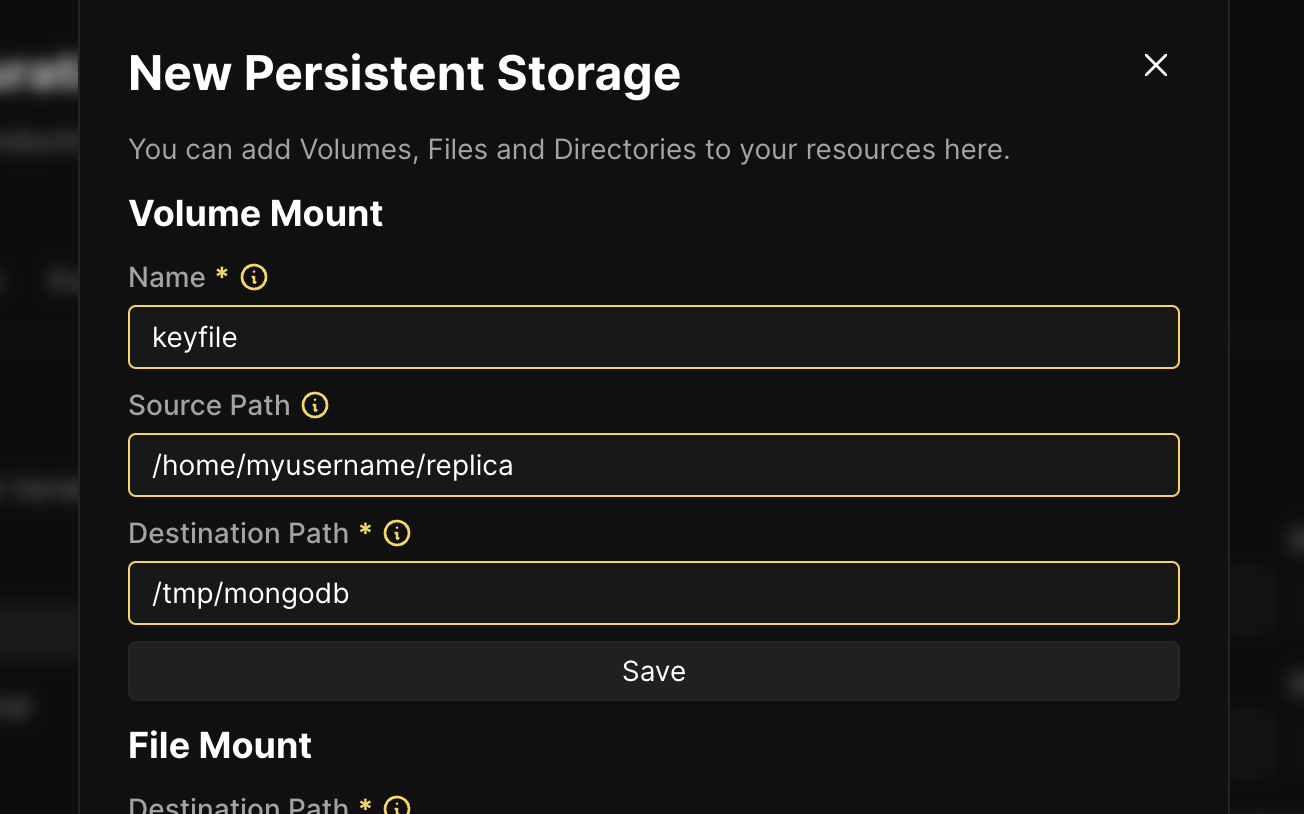 New Persistent Storage
You can add Volumes, Files and Directories to your resources here.
Volume Mount
Name *
keyfile
Source Path
/home/myusername/replica
Destination Path *
/tmp/mongodb
Save
File Mount
Destination Path *